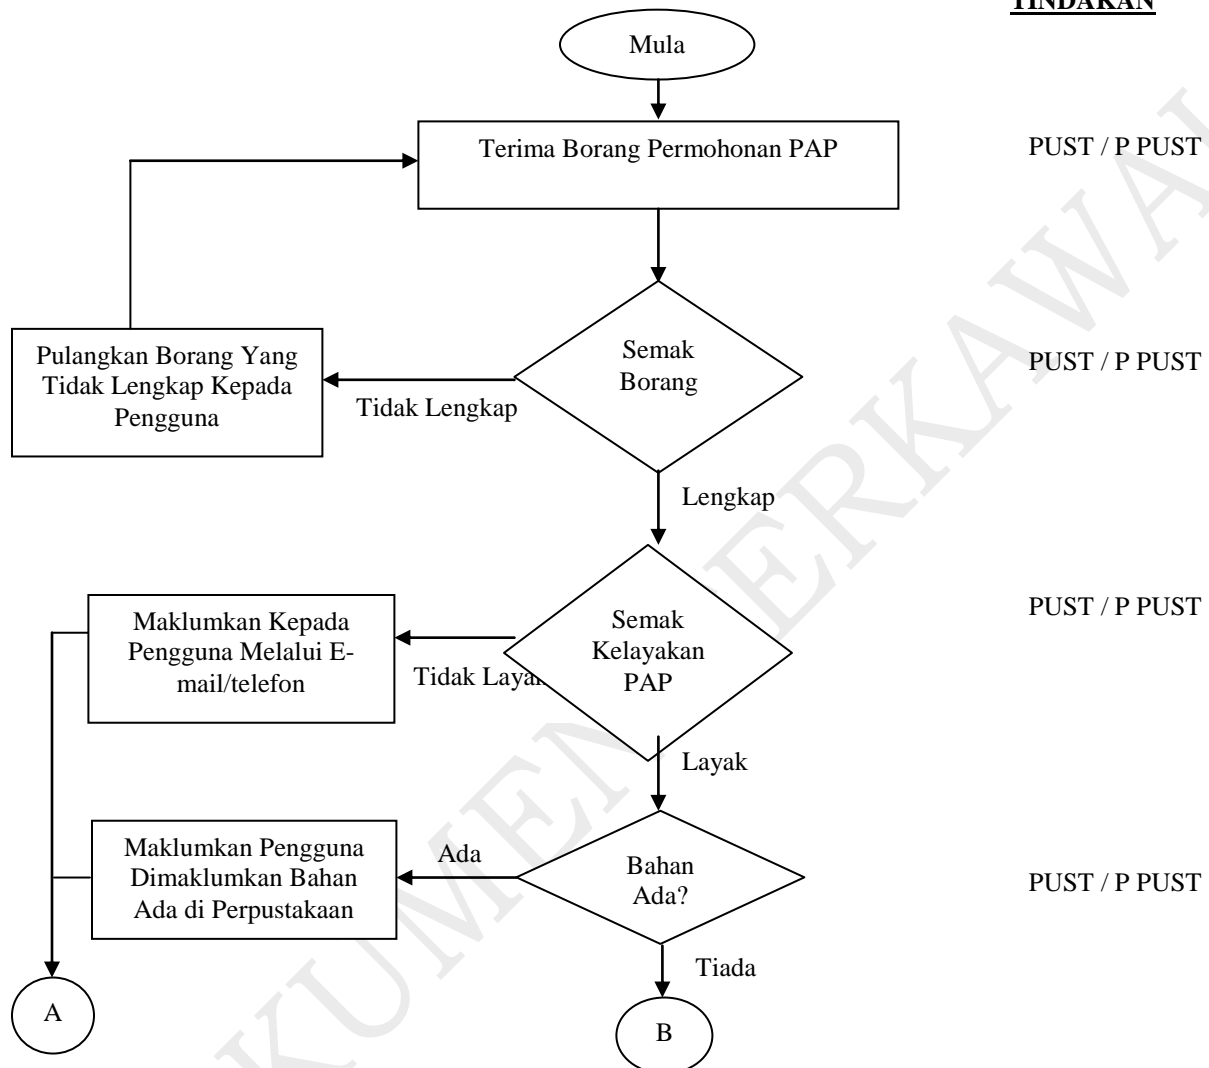 TINDAKAN
Mula
Terima Borang Permohonan PAP
PUST / P PUST
Semak
Borang
PUST / P PUST
Pulangkan Borang Yang
Tidak Lengkap Kepada
Pengguna
Tidak Lengkap
Lengkap
Semak
Kelayakan
PAP
PUST / P PUST
Maklumkan Kepada
Pengguna Melalui E-
mail/telefon
Tidak Layak
Layak
Maklumkan Pengguna
Dimaklumkan Bahan
Ada di Perpustakaan
Ada
Bahan
Ada?
PUST / P PUST
Tiada
A
B